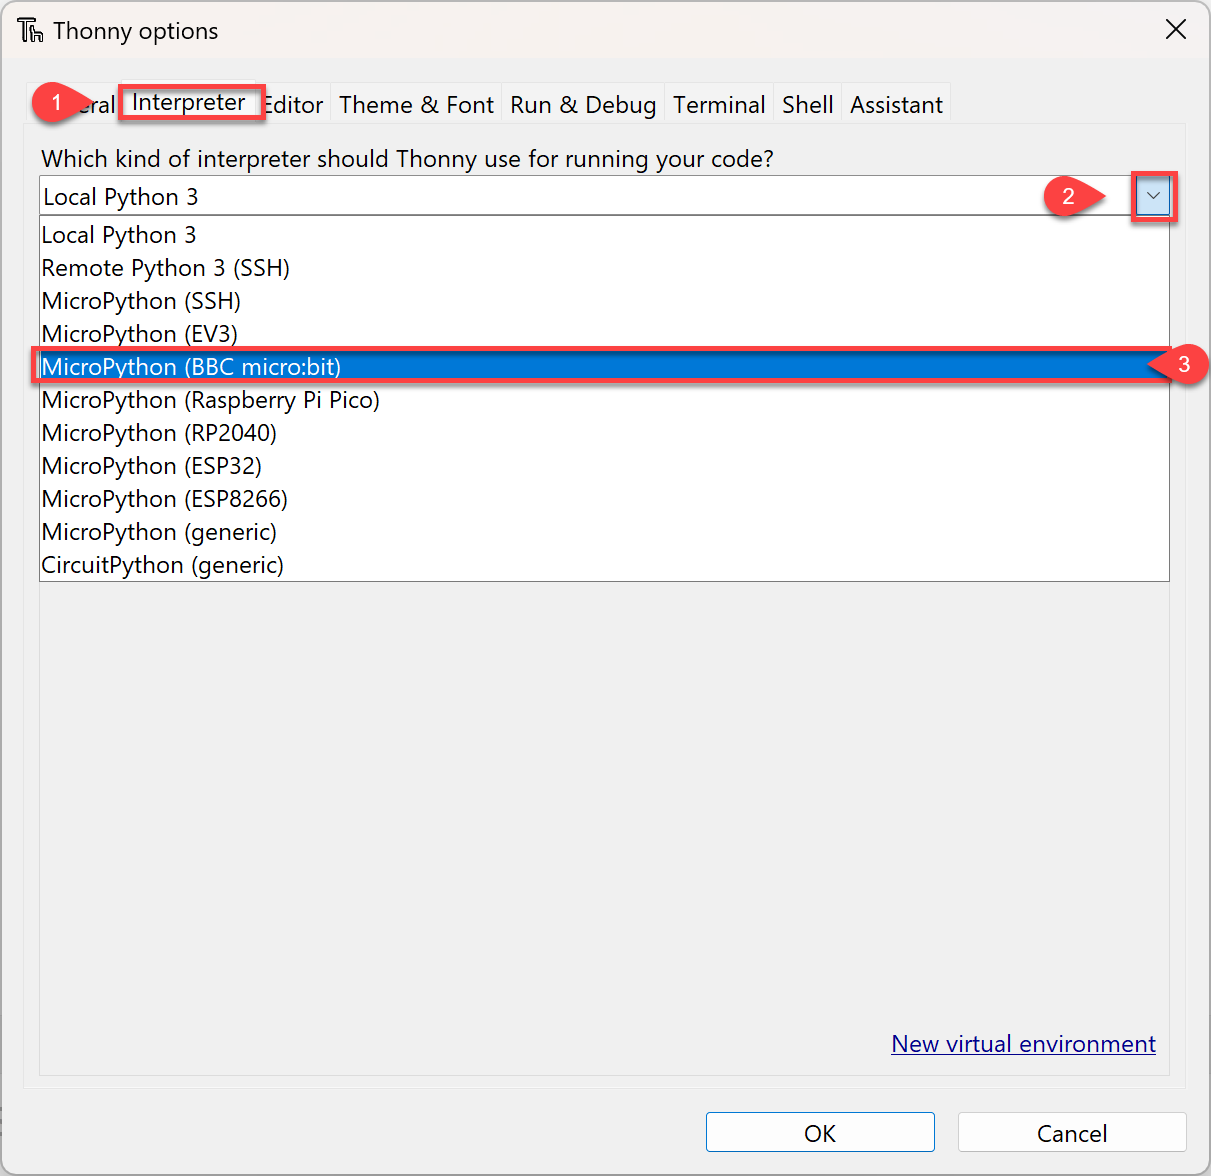 Thonny options
1 Interpreter Editor Theme & Font Run & Debug Terminal Shell Assistant
Which kind of interpreter should Thonny use for running your code?
Local Python 3 2
Local Python 3
Remote Python 3 (SSH)
MicroPython (SSH)
MicroPython (EV3)
MicroPython (BBC micro:bit) 3
MicroPython (Raspberry Pi Pico)
MicroPython (RP2040)
MicroPython (ESP32)
MicroPython (ESP8266)
MicroPython (generic)
CircuitPython (generic)
New virtual environment
OK Cancel